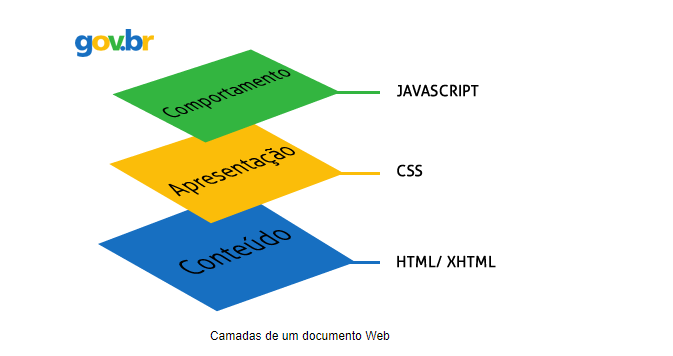 gov.br
Comportamento
JAVASCRIPT
Apresentação
CSS
Conteúdo
HTML/ XHTML
Camadas de um documento Web